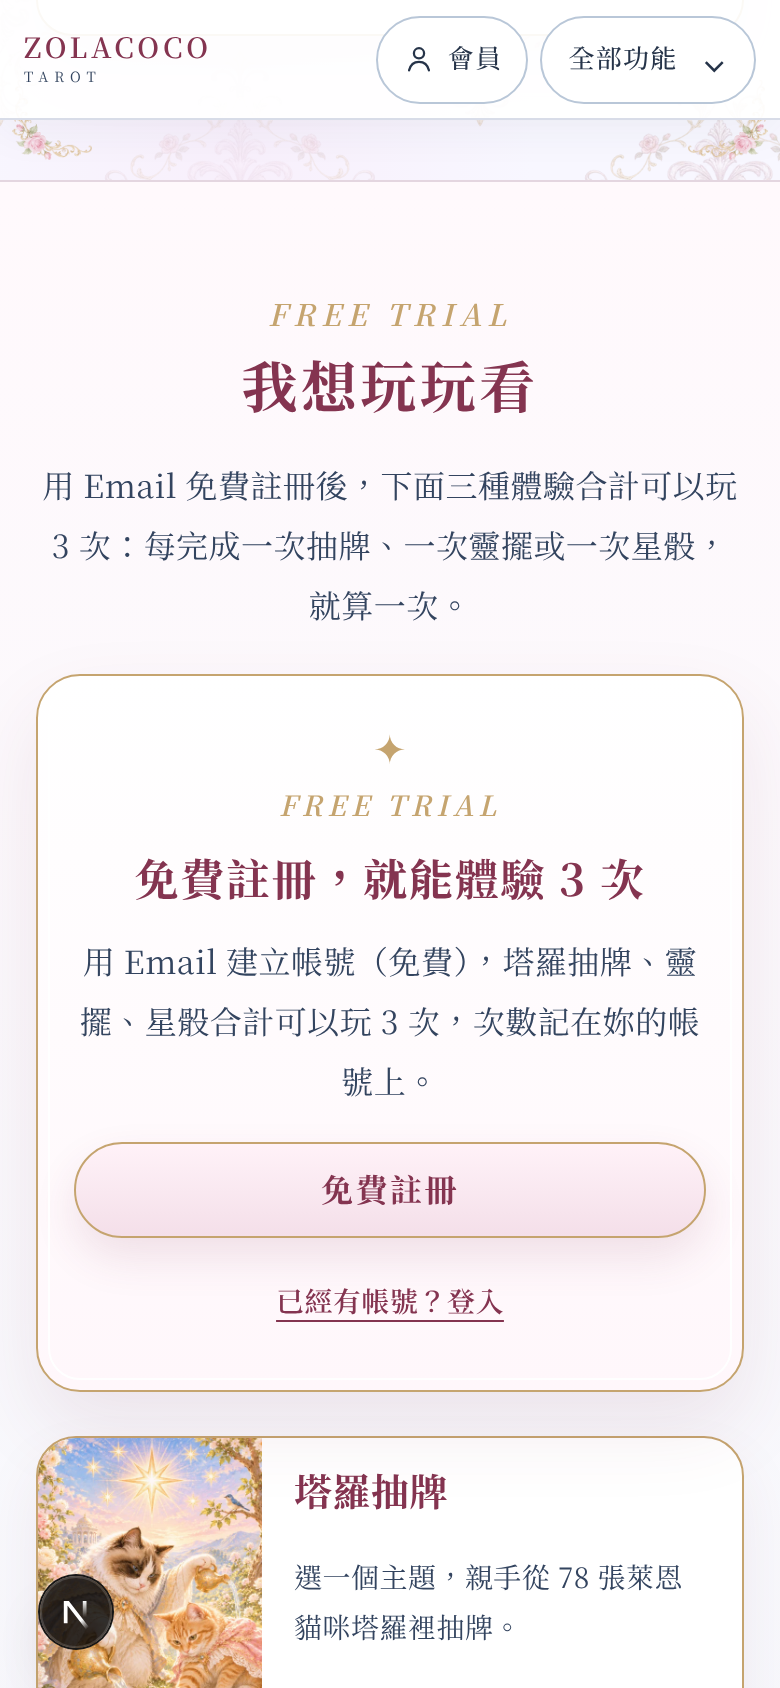 ZOLACOCO
TAROT
會員
全部功能
FREE TRIAL
我想玩玩看
用 Email 免費註冊後，下面三種體驗合計可以玩
3 次：每完成一次抽牌、一次靈擺或一次星骰，
就算一次。
✦
FREE TRIAL
免費註冊，就能體驗 3 次
用 Email 建立帳號（免費），塔羅抽牌、靈
擺、星骰合計可以玩 3 次，次數記在妳的帳
號上。
免費註冊
已經有帳號？登入
塔羅抽牌
選一個主題，親手從 78 張萊恩
貓咪塔羅裡抽牌。
N